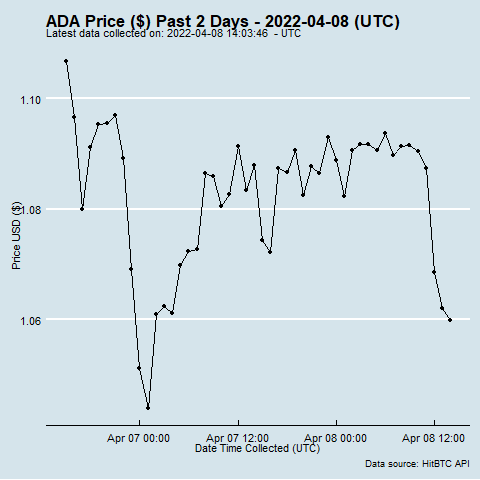 ADA Price ($) Past 2 Days - 2022-04-08 (UTC)
Latest data collected on: 2022-04-08 14:03:46 - UTC
1.10
1.08
1.06
Price USD ($)
Apr 07 00:00
Apr 07 12:00
Apr 08 00:00
Apr 08 12:00
Date Time Collected (UTC)
Data source: HitBTC API